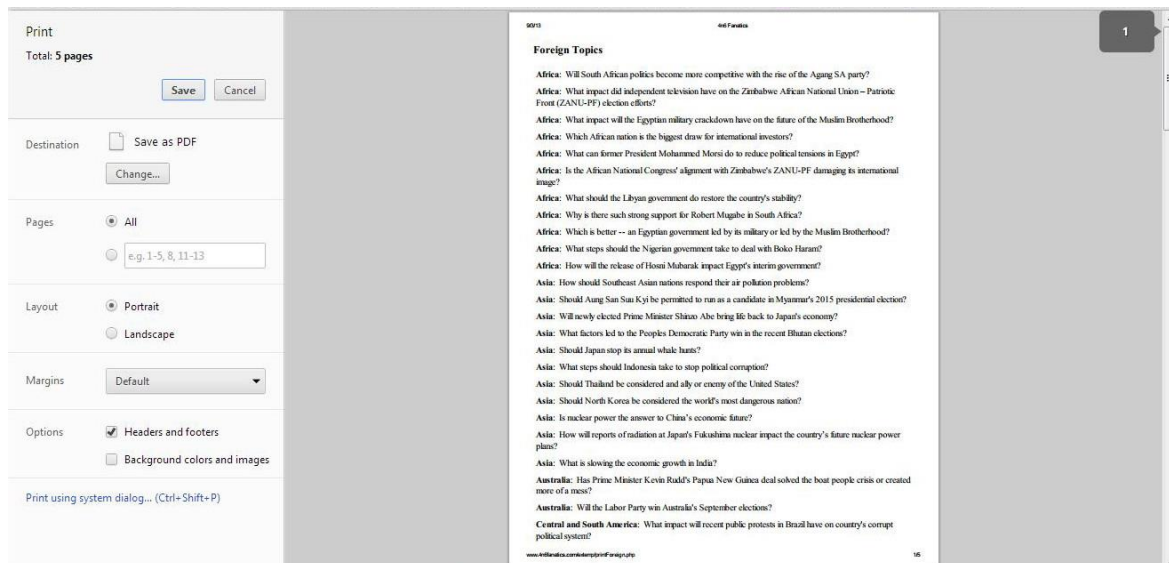 Print
Total: 5 pages
Save
Cancel
Destination
Save as PDF
Change...
Pages
All
e.g. 1-5, 8, 11-13
Layout
Portrait
Landscape
Margins
Default
Options
Headers and footers
Background colors and images
Print using system dialog... (Ctrl+Shift+P)
4n6 Fanatics
Foreign Topics
Africa: Will South African politics become more competitive with the rise of the Agang SA party?
Africa: What impact did independent television have on the Zimbabwe African National Union – Patriotic
Front (ZANU-PF) election efforts?
Africa: What impact will the Egyptian military crackdown have on the future of the Muslim Brotherhood?
Africa: Which African nation is the biggest draw for international investors?
Africa: What can former President Mohammed Morsi do to reduce political tensions in Egypt?
Africa: Is the African National Congress' alignment with Zimbabwe's ZANU-PF damaging its international
image?
Africa: What should the Libyan government do restore the country's stability?
Africa: Why is there such strong support for Robert Mugabe in South Africa?
Africa: Which is better -- an Egyptian government led by its military or led by the Muslim Brotherhood?
Africa: What steps should the Nigerian government take to deal with Boko Haram?
Africa: How will the release of Hosni Mubarak impact Egypt's interim government?
Asia: How should Southeast Asian nations respond their air pollution problems?
Asia: Should Aung San Suu Kyi be permitted to run as a candidate in Myanmar's 2015 presidential election?
Asia: Will newly elected Prime Minister Shinzo Abe bring life back to Japan's economy?
Asia: What factors led to the Peoples Democratic Party win in the recent Bhutan elections?
Asia: Should Japan stop its annual whale hunts?
Asia: What steps should Indonesia take to stop political corruption?
Asia: Should Thailand be considered and ally or enemy of the United States?
Asia: Should North Korea be considered the world's most dangerous nation?
Asia: Is nuclear power the answer to China's economic future?
Asia: How will reports of radiation at Japan's Fukushima nuclear impact the country's future nuclear power
plans?
Asia: What is slowing the economic growth in India?
Australia: Has Prime Minister Kevin Rudd's Papua New Guinea deal solved the boat people crisis or created
more of a mess?
Australia: Will the Labor Party win Australia's September elections?
Central and South America: What impact will recent public protests in Brazil have on country's corrupt
political system?
www.4n6fanatics.com/extemp/printForeign.php
1/5
1